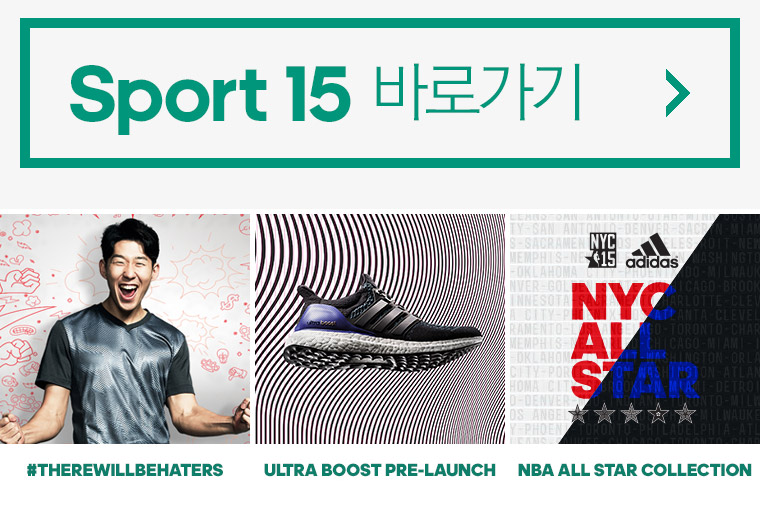 Sport 15 바로가기
NYC
15
adidas
NYC
ALL
STAR
#THEREWILLBEHATERS
ULTRA BOOST PRE-LAUNCH
NBA ALL STAR COLLECTION